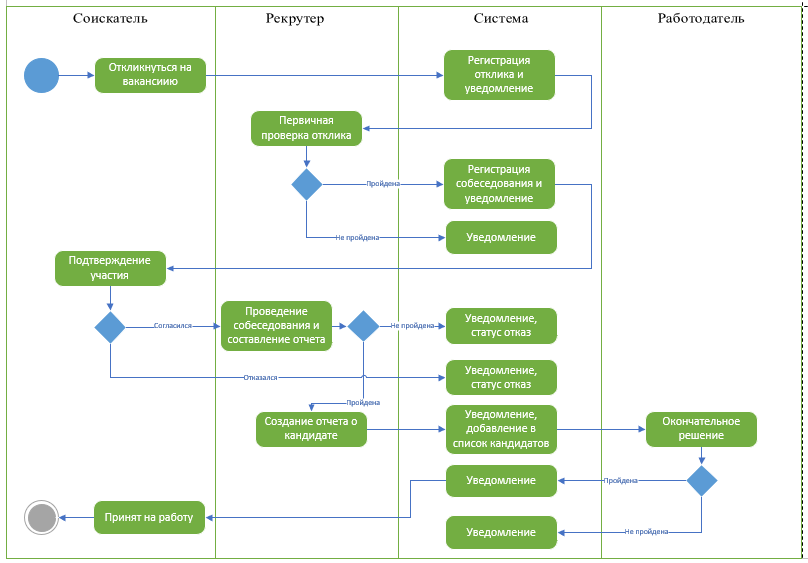 Соискатель
Рекрутер
Система
Работодатель
Откликнуться на
вакансиию
Регистрация
отклика и
уведомление
Первичная
проверка отклика
Пройдена
Регистрация
собеседования и
уведомление
Не пройдена
Уведомление
Подтверждение
участия
Согласился
Проведение
собеседования и
составление отчета
Не пройдена
Уведомление,
статус отказ
Отказался
Уведомление,
статус отказ
Пройдена
Создание отчета о
кандидате
Уведомление,
добавление в
список кандидатов
Окончательное
решение
Уведомление
Пройдена
Принят на работу
Уведомление
Не пройдена